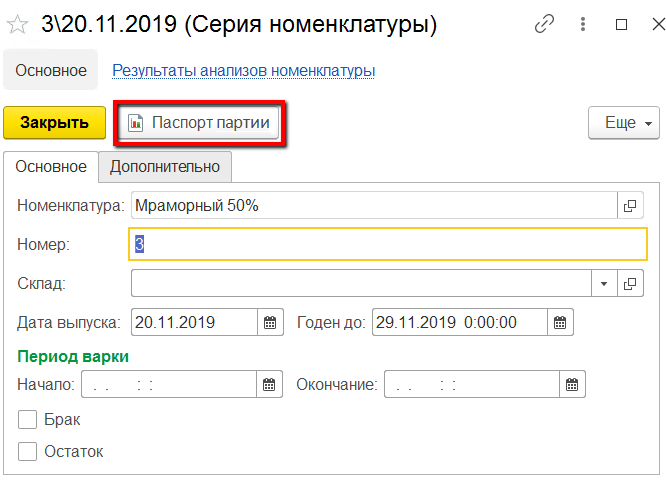 3\20.11.2019 (Серия номенклатуры)
Основное Результаты анализов номенклатуры
Закрыть Паспорт партии Еще
Основное Дополнительно
Номенклатура: Мраморный 50%
Номер: 3
Склад:
Дата выпуска: 20.11.2019 Годен до: 29.11.2019 0:00:00
Период варки
Начало: . . : : Окончание: . . : :
Брак
Остаток